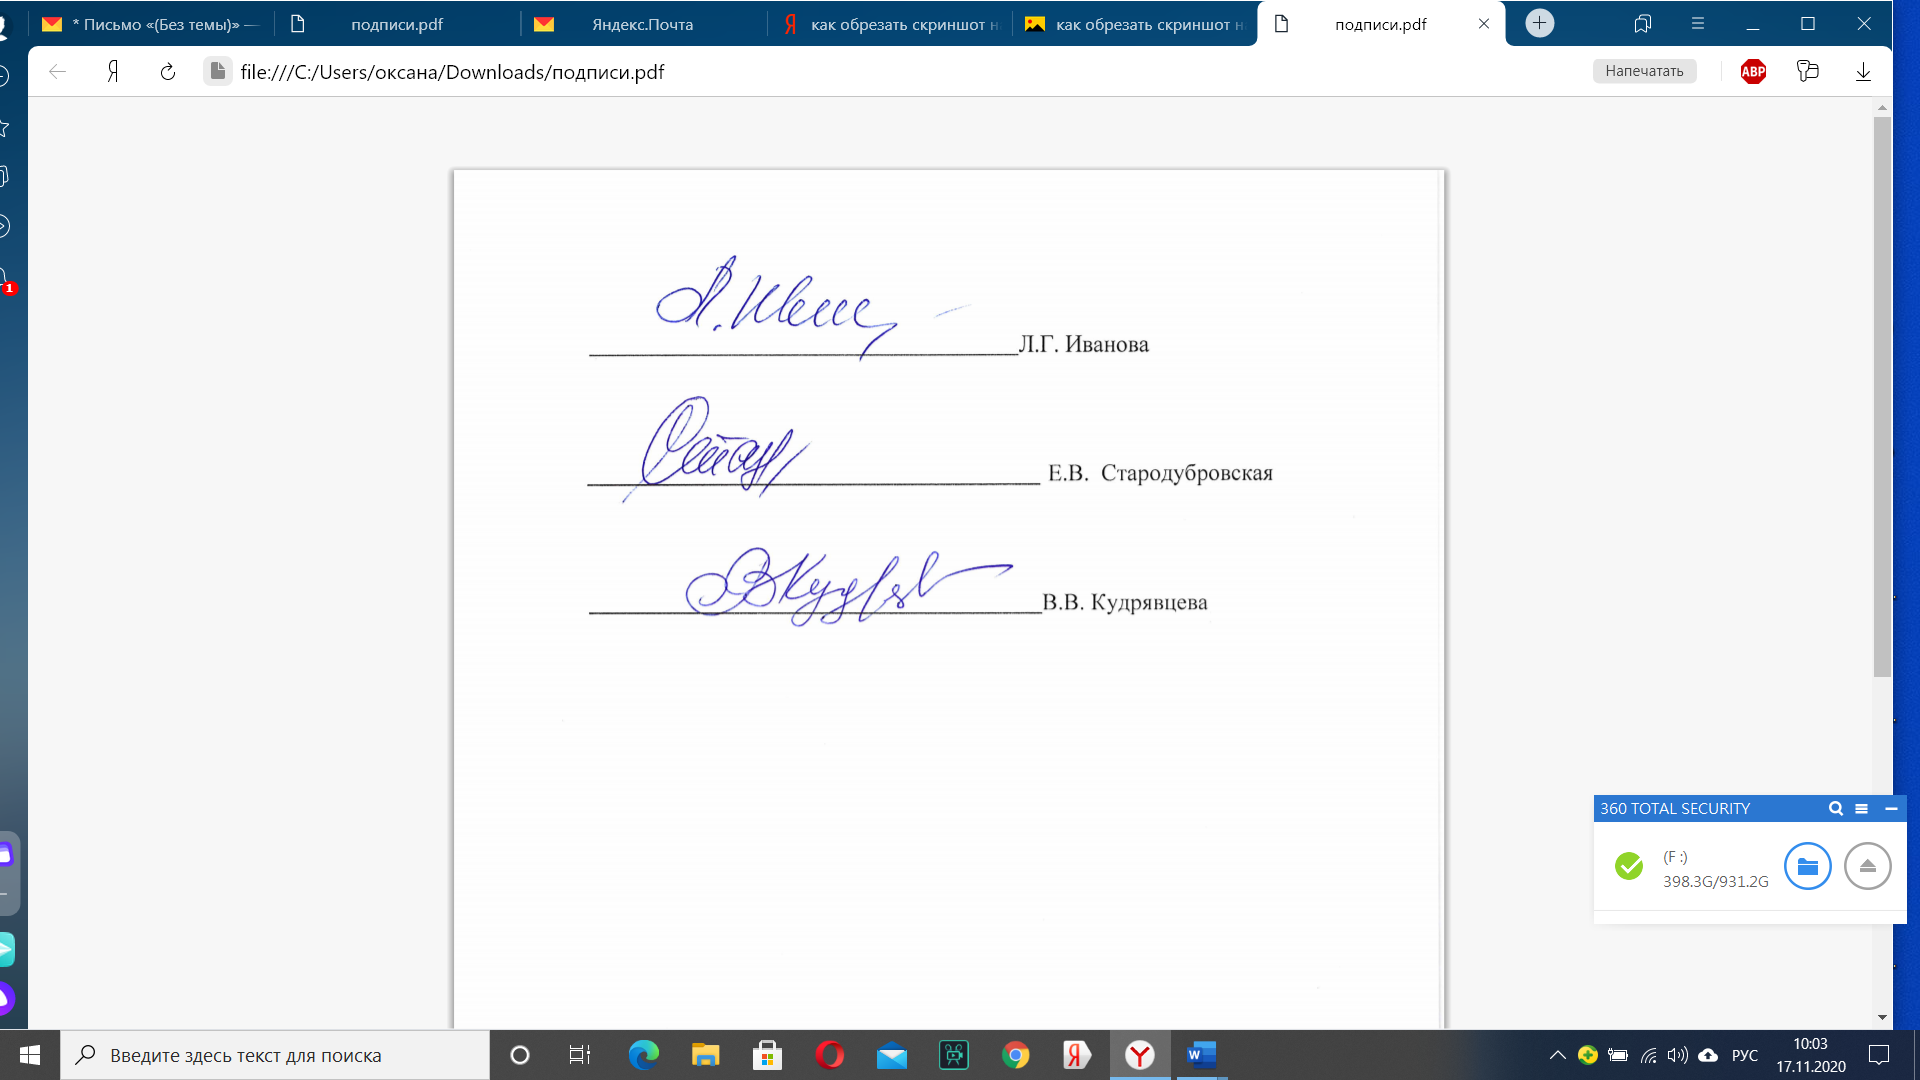 * Письмо «(Без темы)» —
подписи.pdf
Яндекс.Почта
как обрезать скриншот н
как обрезать скриншот н
подписи.pdf
file:///C:/Users/оксана/Downloads/подписи.pdf
Напечатать
ABP
1
Л.Г. Иванова
Е.В. Стародубровская
В.В. Кудрявцева
360 TOTAL SECURITY
(F :)
398.3G/931.2G
Введите здесь текст для поиска
РУС
10:03
17.11.2020